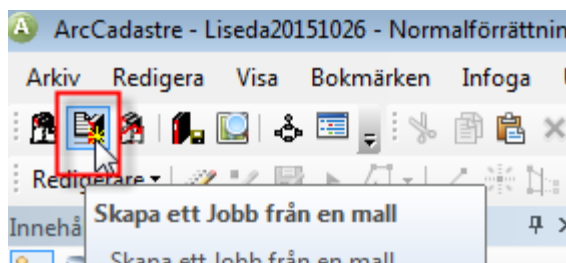 ArcCadastre - Liseda20151026 - Normalförrättnin
Arkiv Redigera Visa Bokmärken Infoga
Redigerare
Skapa ett Jobb från en mall
Innehå
Skapa ett Jobb från en mall